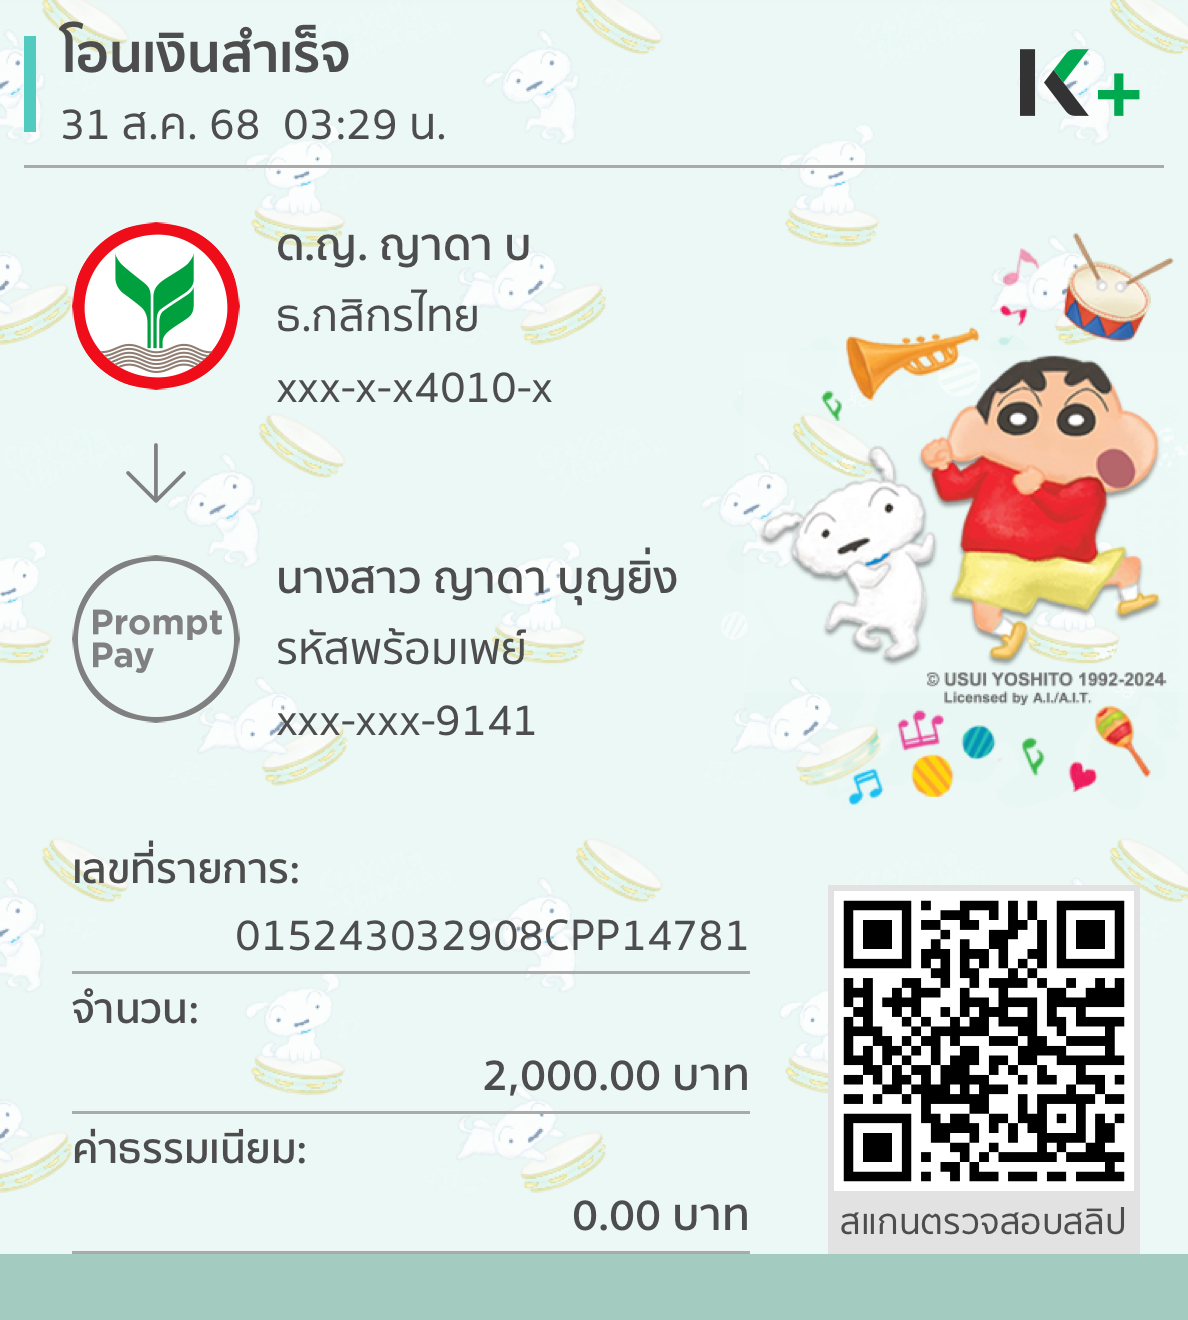 โอนเงินสำเร็จ
31 ส.ค. 68 03:29 น.
K+
ด.ญ. ญาดา บ
ธ.กสิกรไทย
xxx-x-x4010-x
Prompt
Pay
นางสาว ญาดา บุญยิ่ง
รหัสพร้อมเพย์
xxx-xxx-9141
© USUI YOSHITO 1992-2024
Licensed by A.I./A.I.T.
เลขที่รายการ:
015243032908CPP14781
จำนวน:
2,000.00 บาท
ค่าธรรมเนียม:
0.00 บาท
สแกนตรวจสอบสลิป